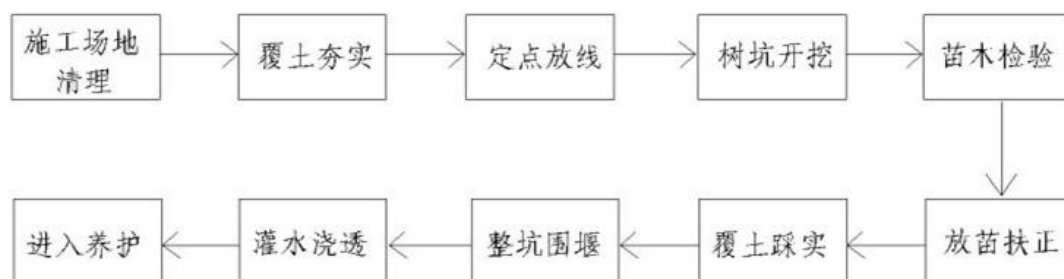 施工场地
清理
覆土夯实
定点放线
树坑开挖
苗木检验
放苗扶正
覆土踩实
整坑围堰
灌水浇透
进入养护